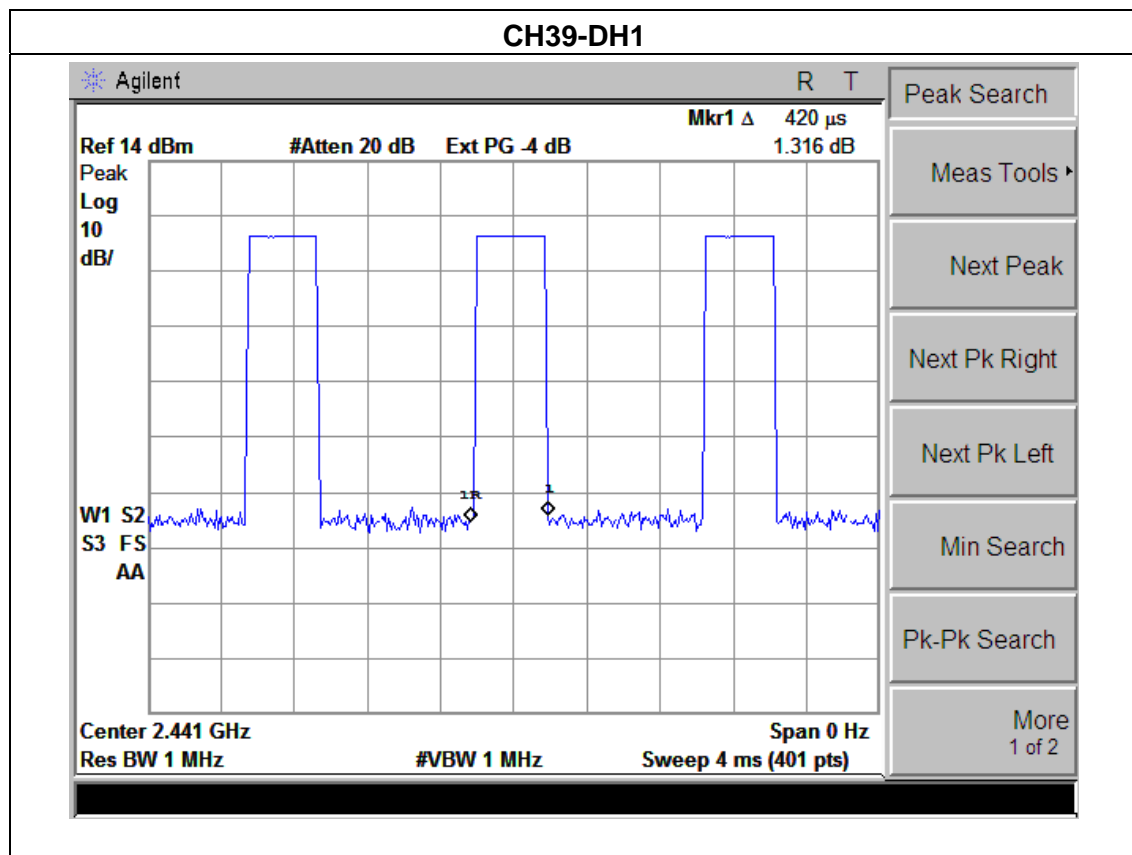 CH39-DH1
Agilent R T
Mkr1 Δ 420 µs
Ref 14 dBm #Atten 20 dB Ext PG -4 dB 1.316 dB
Peak
Log
10
dB/
1R 1
W1 S2
S3 FS
AA
Center 2.441 GHz Span 0 Hz
Res BW 1 MHz #VBW 1 MHz Sweep 4 ms (401 pts)
Peak Search
Meas Tools
Next Peak
Next Pk Right
Next Pk Left
Min Search
Pk-Pk Search
More
1 of 2